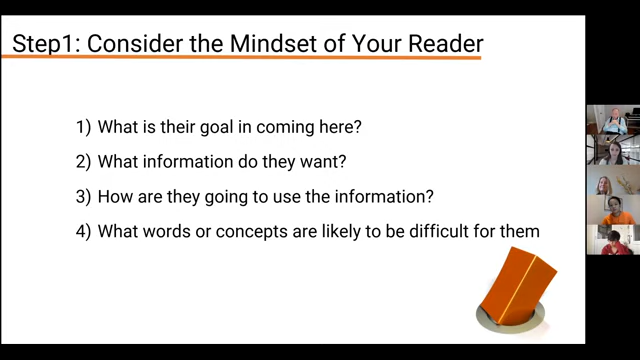 Step1: Consider the Mindset of Your Reader
1) What is their goal in coming here?
2) What information do they want?
3) How are they going to use the information?
4) What words or concepts are likely to be difficult for them